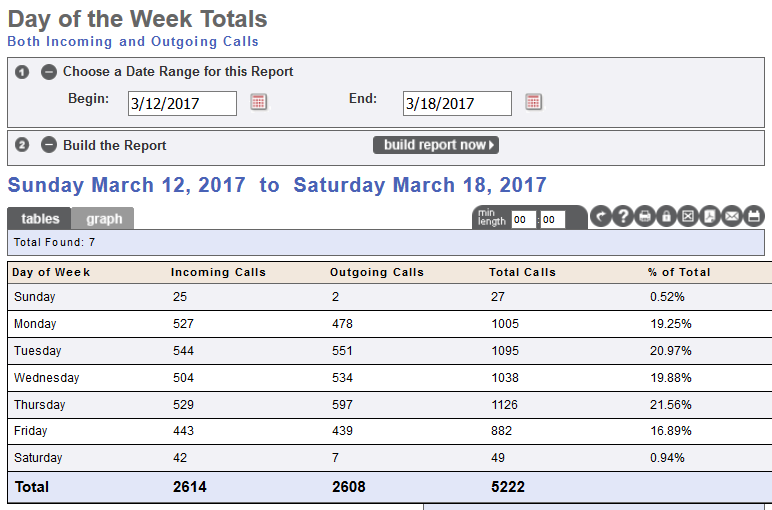 Day of the Week Totals
Both Incoming and Outgoing Calls
1 Choose a Date Range for this Report
Begin: 3/12/2017 End: 3/18/2017
2 Build the Report build report now
Sunday March 12, 2017 to Saturday March 18, 2017
tables graph min length 00 : 00 ?
Total Found: 7
Day of Week Incoming Calls Outgoing Calls Total Calls % of Total
Sunday 25 2 27 0.52%
Monday 527 478 1005 19.25%
Tuesday 544 551 1095 20.97%
Wednesday 504 534 1038 19.88%
Thursday 529 597 1126 21.56%
Friday 443 439 882 16.89%
Saturday 42 7 49 0.94%
Total 2614 2608 5222